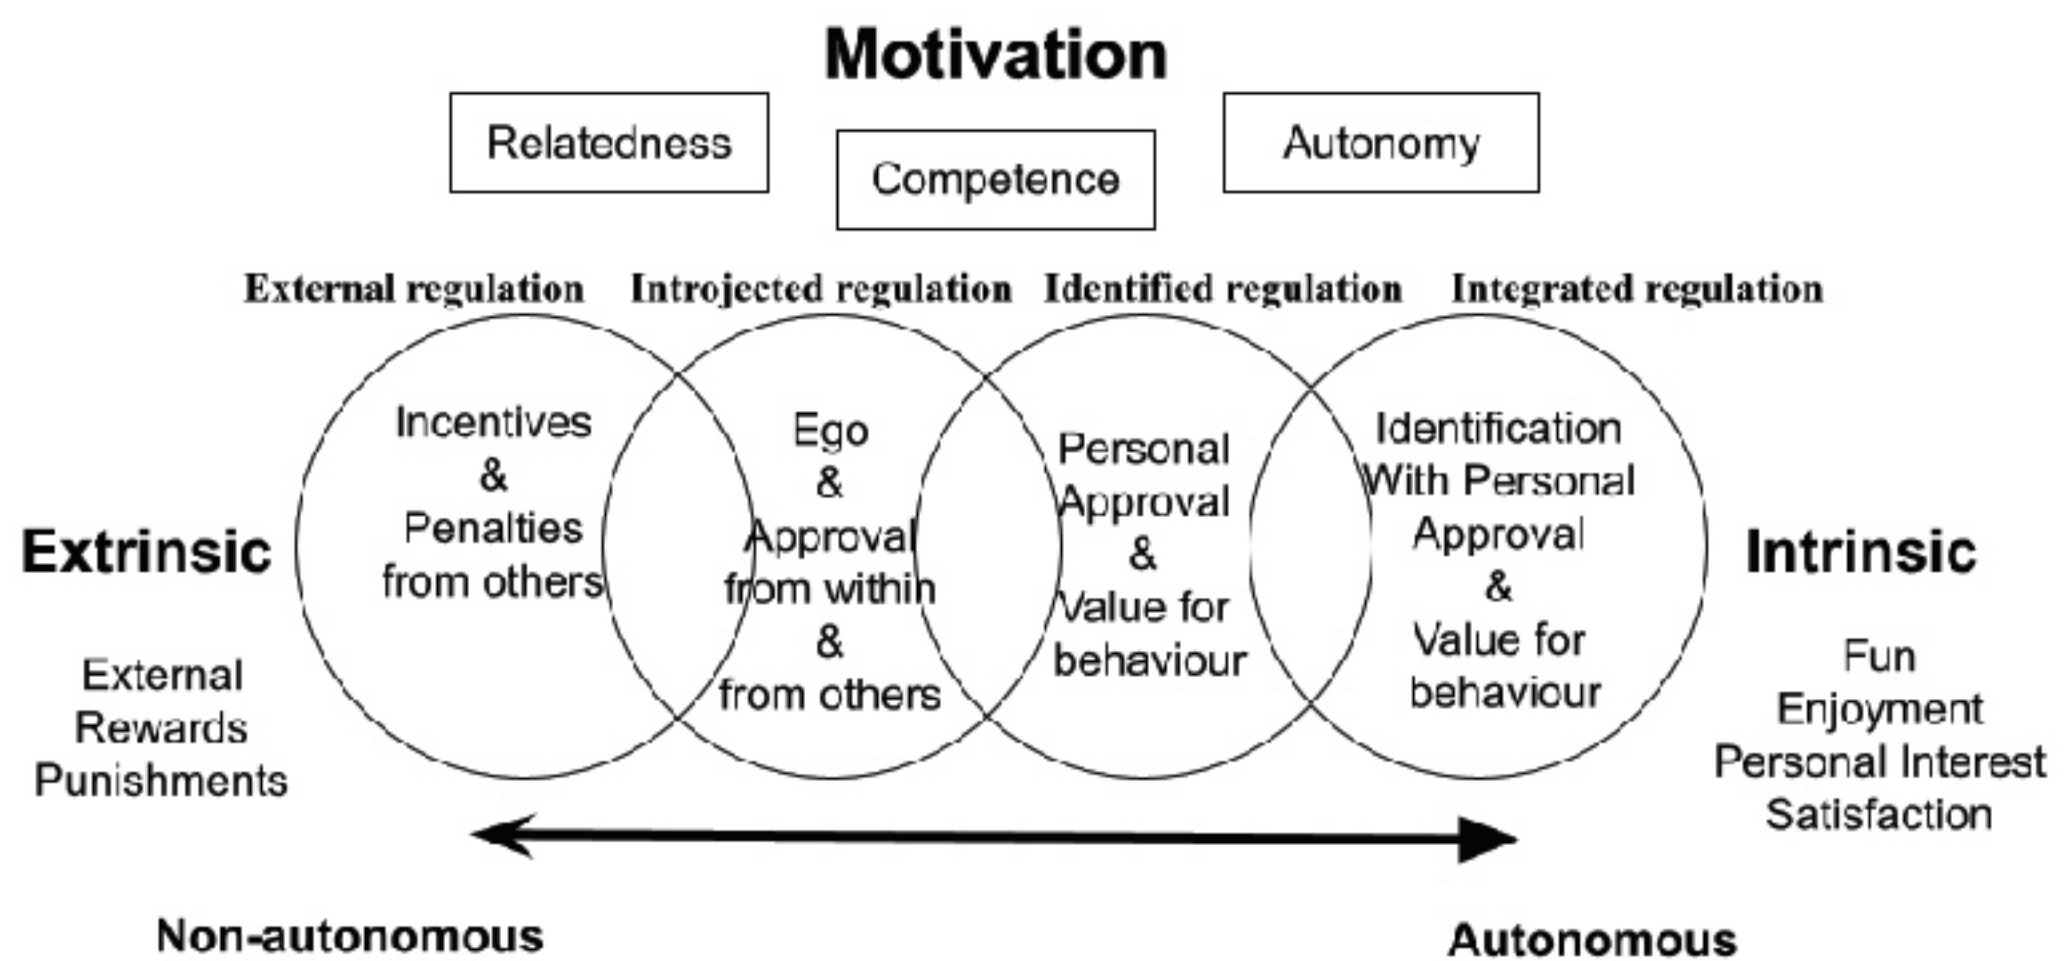 Motivation
Relatedness
Competence
Autonomy
External regulation
Introjected regulation
Identified regulation
Integrated regulation
Extrinsic
External
Rewards
Punishments
Incentives
&
Penalties
from others
Ego
&
Approval
from within
&
from others
Personal
Approval
&
Value for
behaviour
Identification
With Personal
Approval
&
Value for
behaviour
Intrinsic
Fun
Enjoyment
Personal Interest
Satisfaction
Non-autonomous
Autonomous